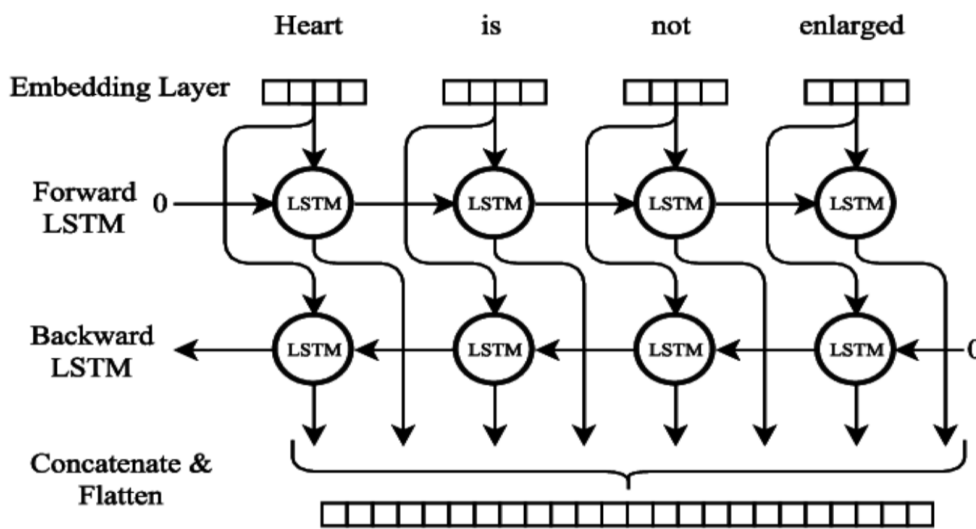 Heart is not enlarged
Embedding Layer
Forward
LSTM
0
LSTM LSTM LSTM LSTM
Backward
LSTM
LSTM LSTM LSTM LSTM
0
Concatenate &
Flatten